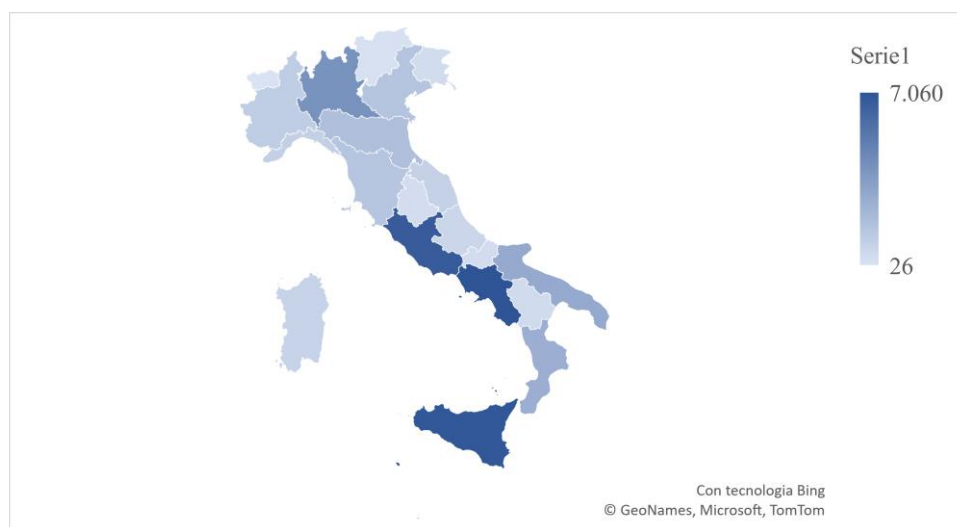 Serie1
7.060
26
Con tecnologia Bing
© GeoNames, Microsoft, TomTom